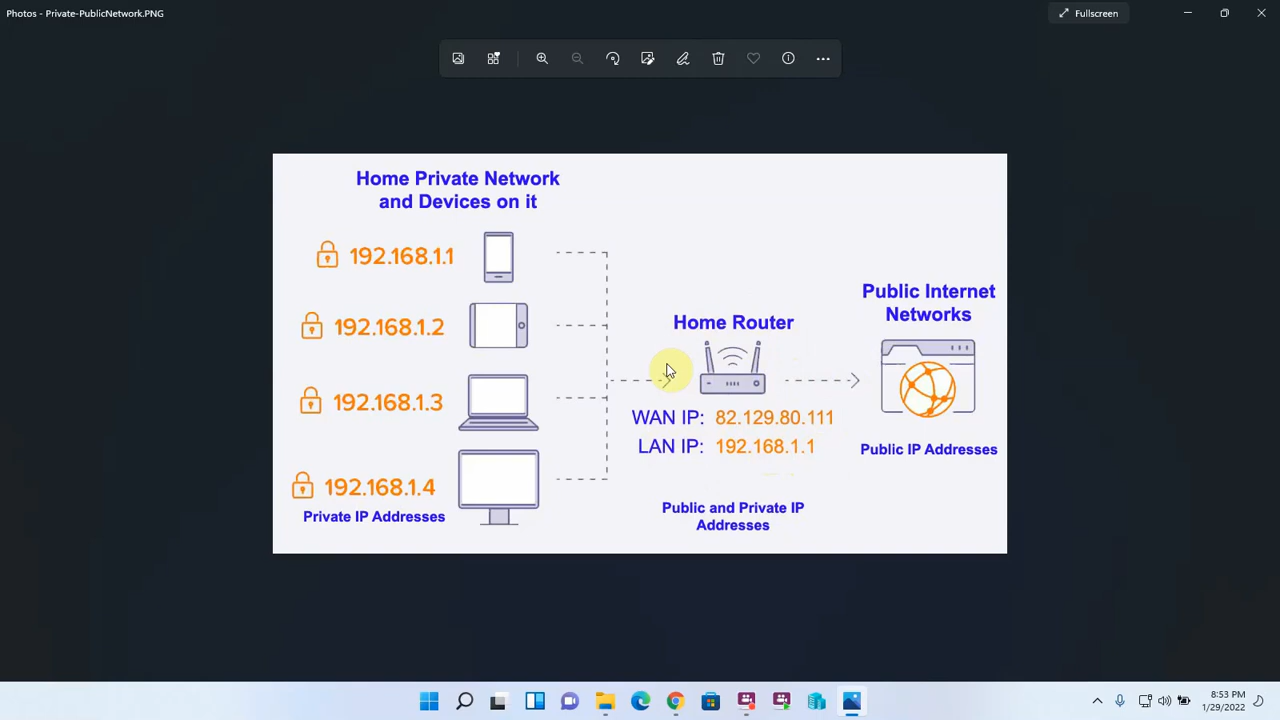 Photos - Private-PublicNetwork.PNG
Fullscreen
Home Private Network
and Devices on it
192.168.1.1
192.168.1.2
192.168.1.3
192.168.1.4
Private IP Addresses
Home Router
WAN IP: 82.129.80.111
LAN IP: 192.168.1.1
Public and Private IP
Addresses
Public Internet
Networks
Public IP Addresses
8:53 PM
1/29/2022